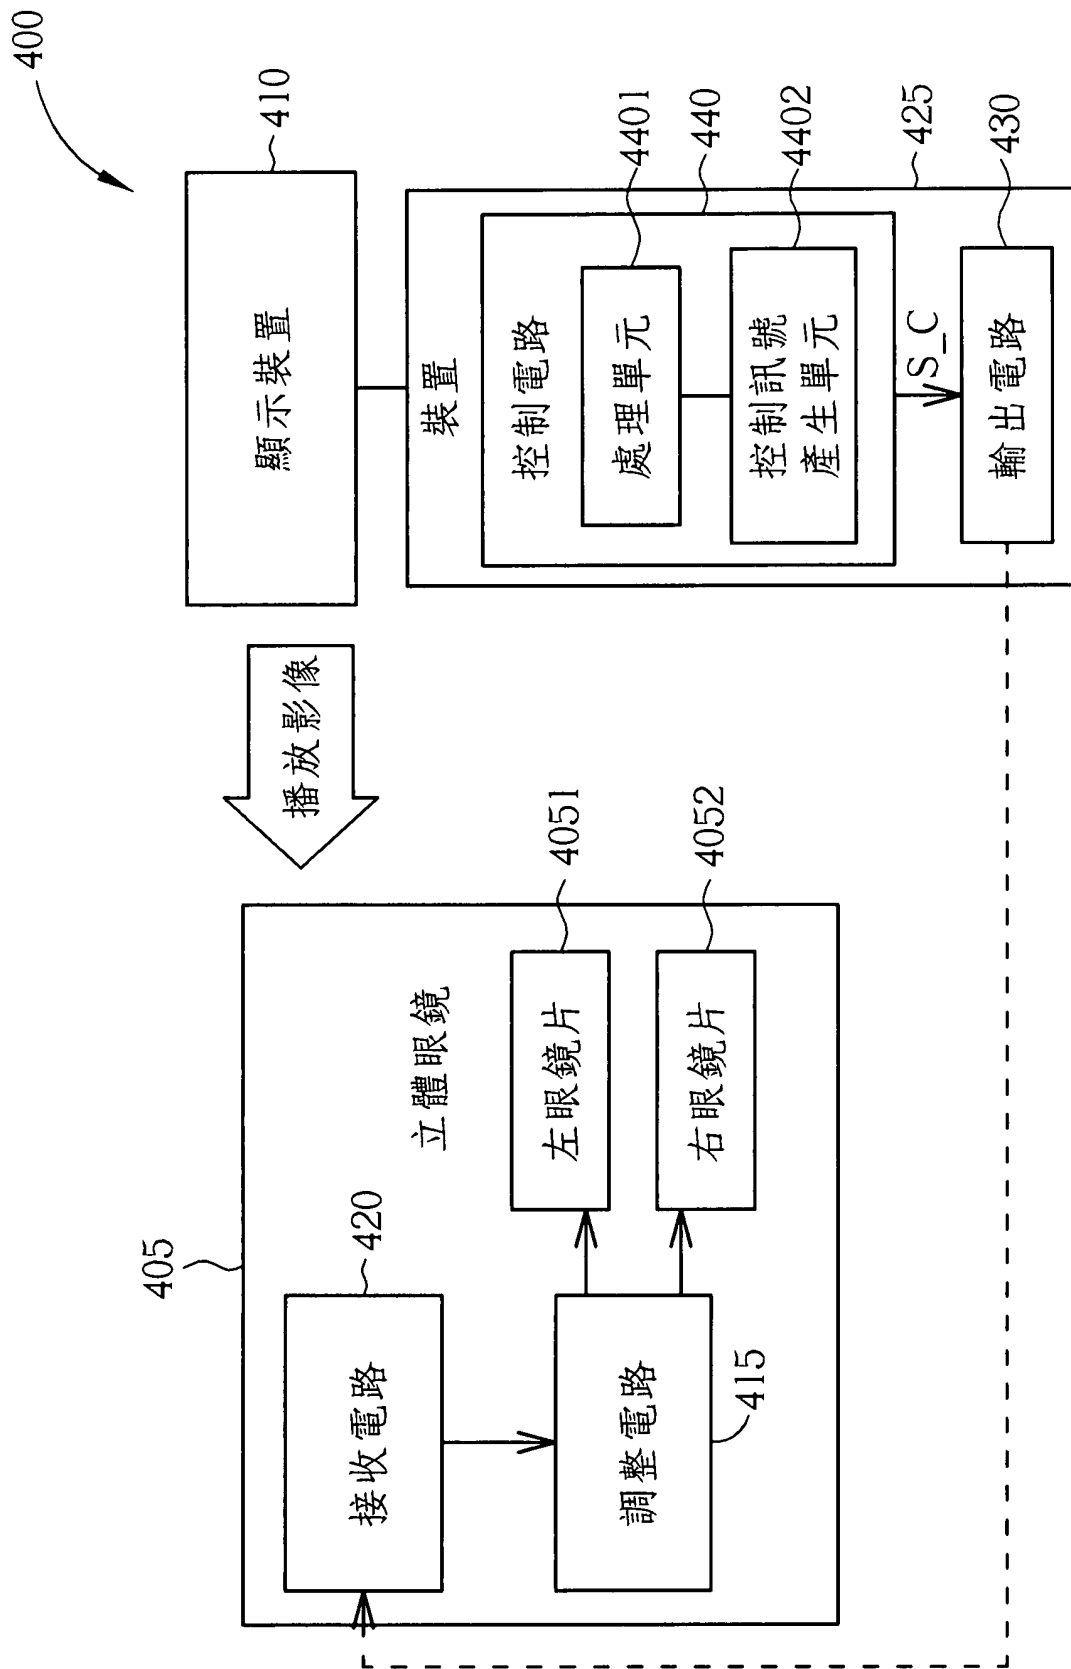 400
顯示裝置
410
播放影像
裝置
425
控制電路
440
處理單元
4401
控制訊號
產生單元
4402
S_C
輸出電路
430
405
立體眼鏡
接收電路
420
調整電路
415
左眼鏡片
4051
右眼鏡片
4052